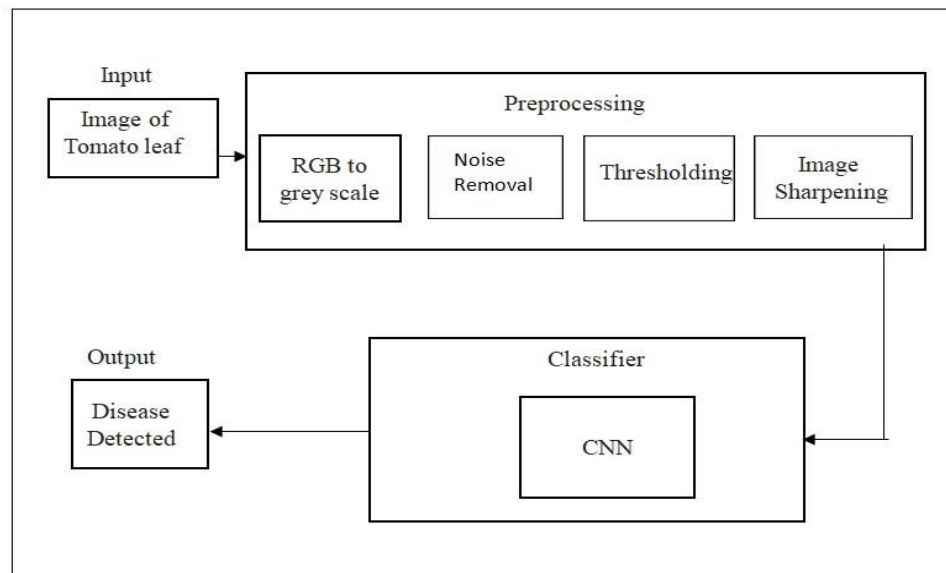 Input
Image of
Tomato leaf
Preprocessing
RGB to
grey scale
Noise
Removal
Thresholding
Image
Sharpening
Output
Disease
Detected
Classifier
CNN